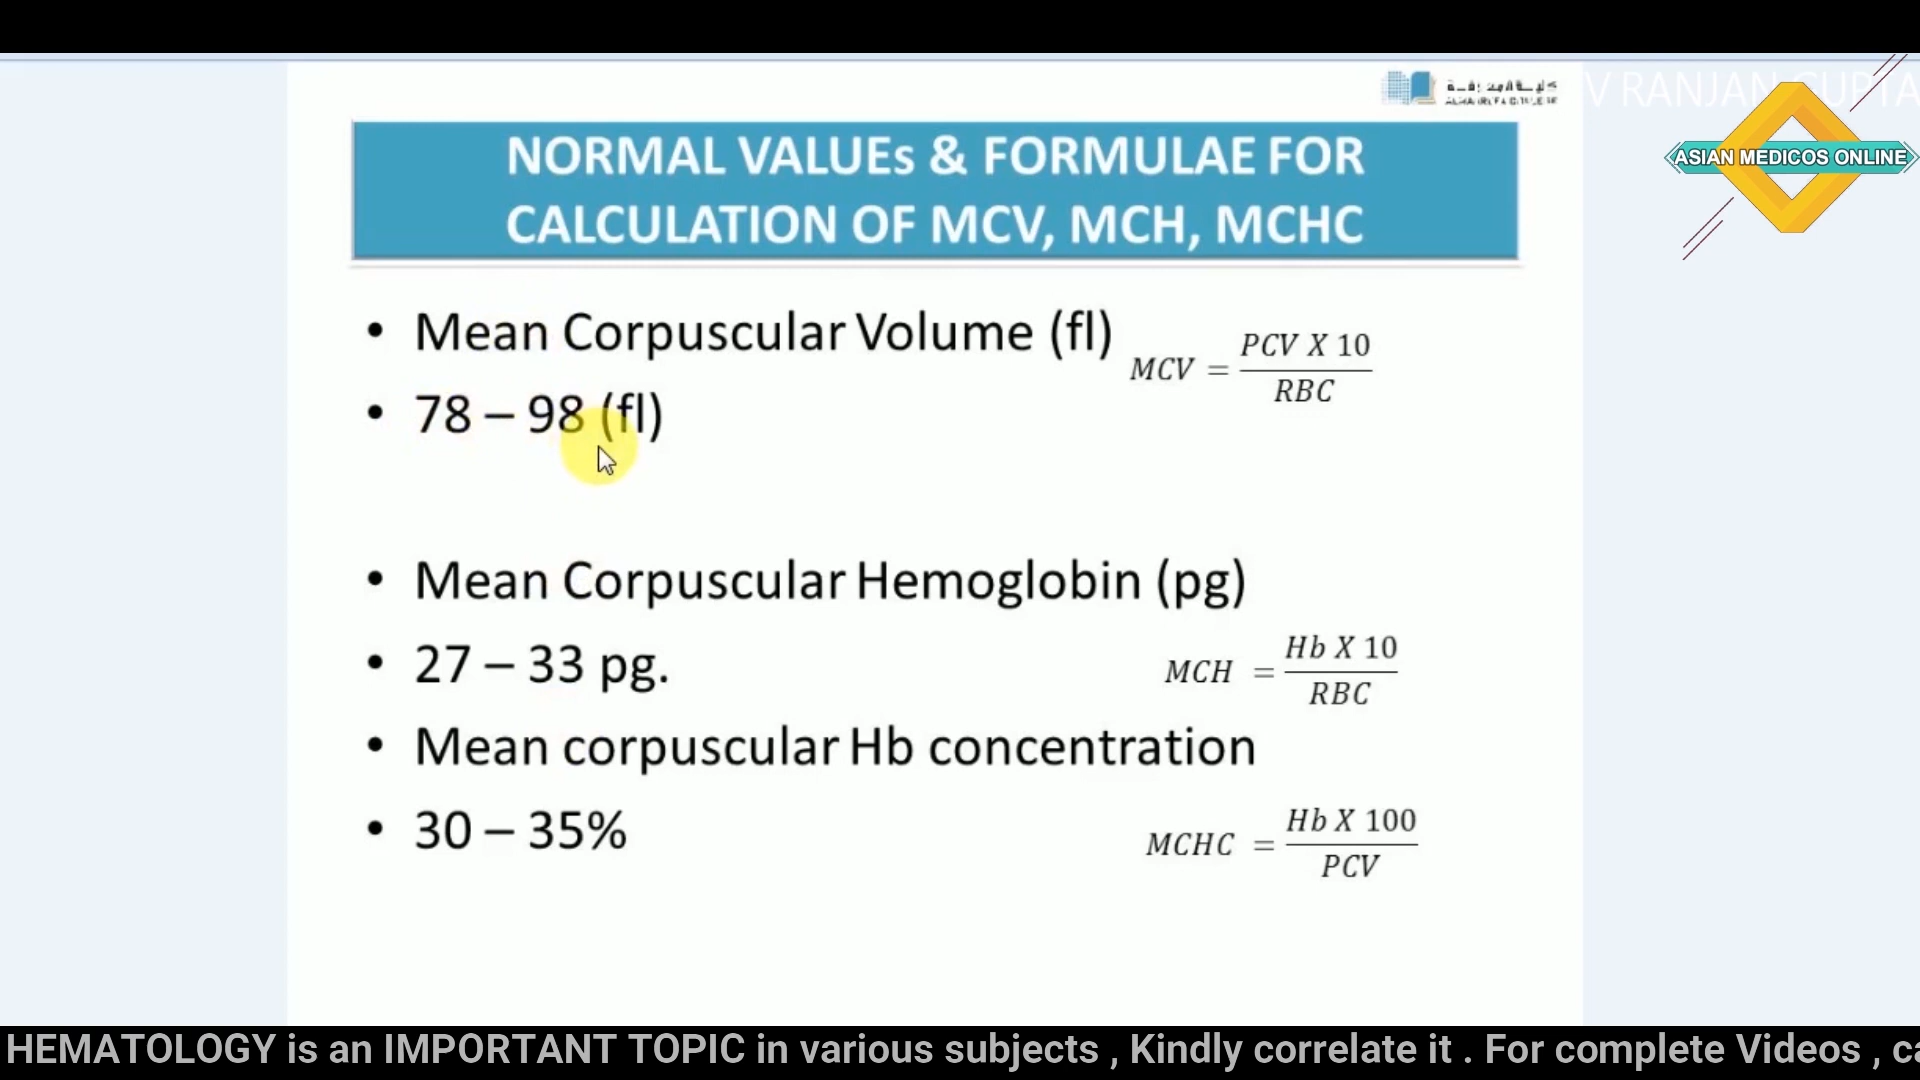 V RANJAN GUPTA
ASIAN MEDICOS ONLINE
NORMAL VALUEs & FORMULAE FOR
CALCULATION OF MCV, MCH, MCHC
• Mean Corpuscular Volume (fl)
MCV = PCV X 10 / RBC
• 78 – 98 (fl)
• Mean Corpuscular Hemoglobin (pg)
• 27 – 33 pg.
MCH = Hb X 10 / RBC
• Mean corpuscular Hb concentration
• 30 – 35%
MCHC = Hb X 100 / PCV
HEMATOLOGY is an IMPORTANT TOPIC in various subjects , Kindly correlate it . For complete Videos , ca